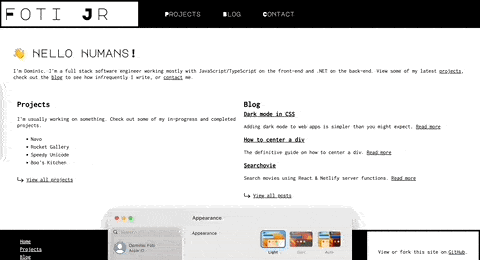 FOTI JR
PROJECTS BLOG CONTACT
👋 HELLO HUMANS!
I'm Dominic. I'm a full stack software engineer working mostly with JavaScript/TypeScript on the front-end and .NET on the back-end. View some of my latest projects,
check out the blog to see how infrequently I write, or contact me.
Projects
I'm usually working on something. Check out some of my in-progress and completed
projects.
• Navo
• Rocket Gallery
• Speedy Unicode
• Boo's Kitchen
↪ View all projects
Blog
Dark mode in CSS
Adding dark mode to web apps is simpler than you might expect. Read more
How to center a div
The definitive guide on how to center a div. Read more
Searchovie
Search movies using React & Netlify server functions. Read more
↪ View all posts
Home
Projects
Blog
Search
Dominic Foti
Apple ID
Appearance
Appearance
Light Dark Auto
View or fork this site on GitHub.